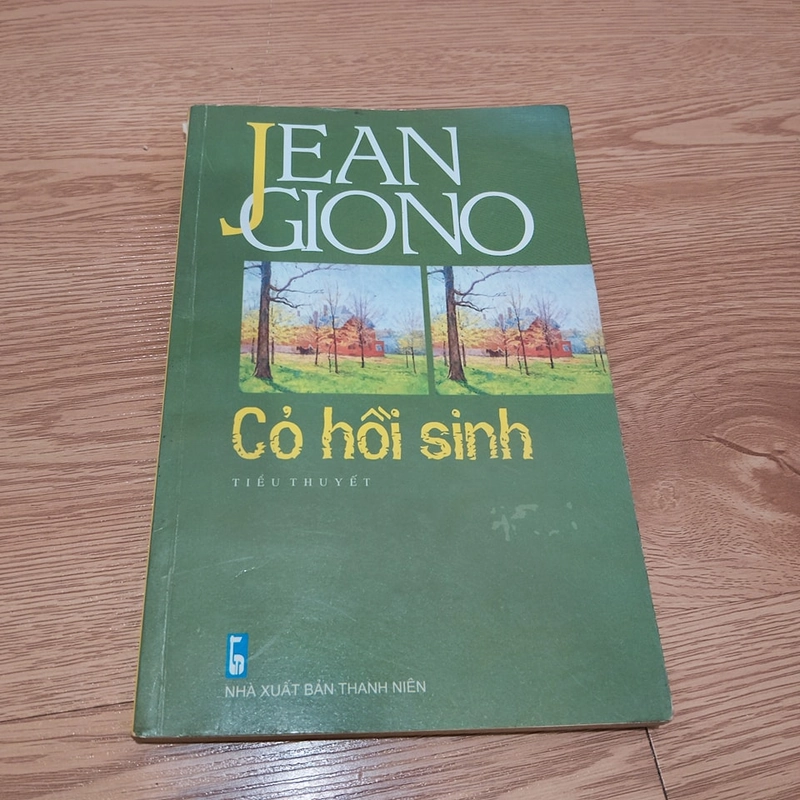 JEAN
GIONO
Cỏ hồi sinh
TIỂU THUYẾT
NHÀ XUẤT BẢN THANH NIÊN